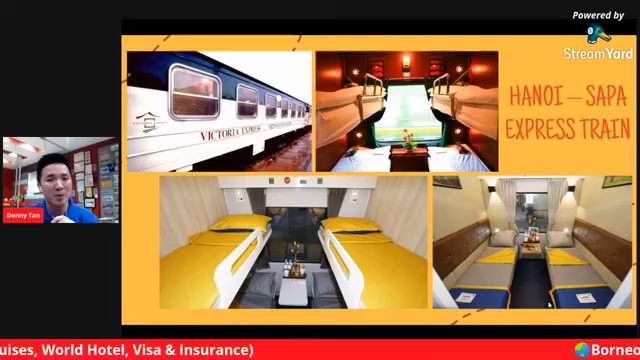 Powered by
StreamYard
HANOI – SAPA
EXPRESS TRAIN
VICTORIA EXPRESS
Denny Tan
uises, World Hotel, Visa & Insurance)
Borneo